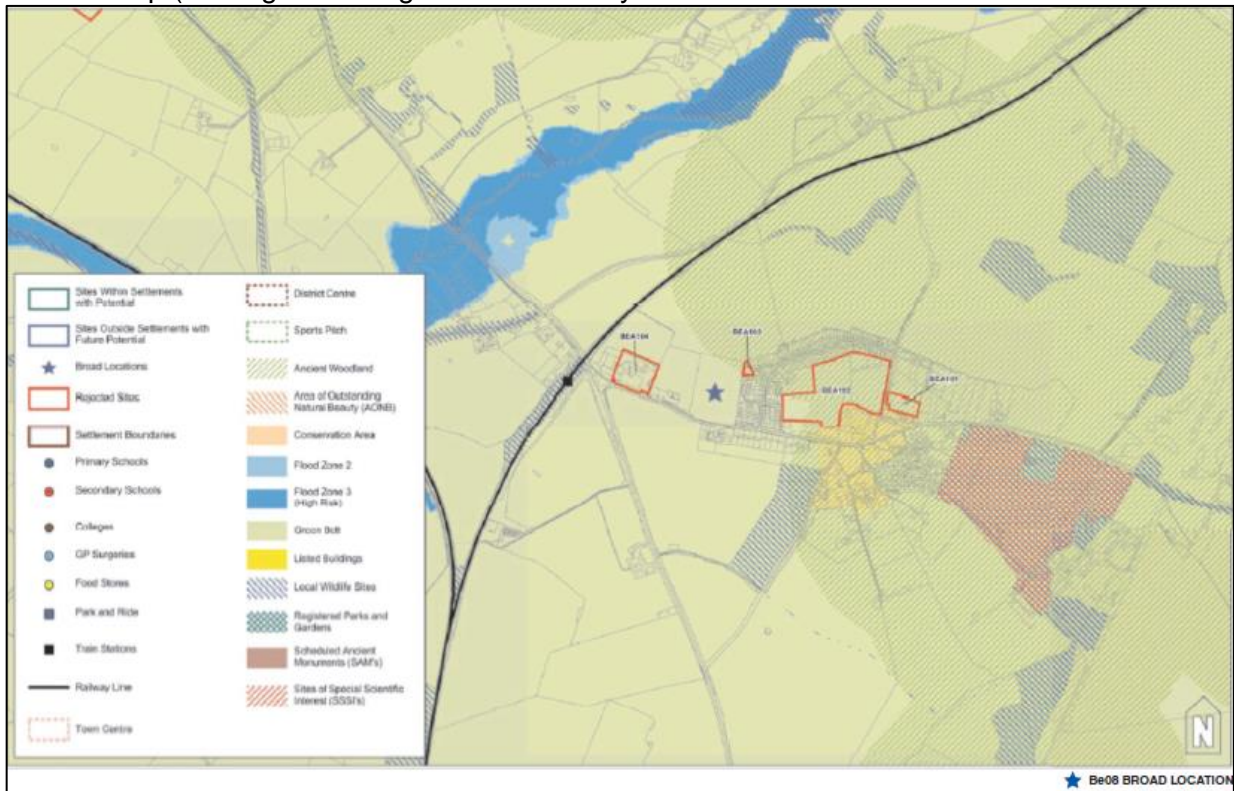 Sites Within Settlements
with Potential
Sites Outside Settlements with
Future Potential
Broad Locations
Rejected Sites
Settlement Boundaries
Primary Schools
Secondary Schools
Colleges
GP Surgeries
Food Stores
Park and Ride
Train Stations
Railway Line
Town Centre
District Centre
Sports Pitch
Ancient Woodland
Area of Outstanding
Natural Beauty (AONB)
Conservation Area
Flood Zone 2
Flood Zone 3
(High Risk)
Green Belt
Listed Buildings
Local Wildlife Sites
Registered Parks and
Gardens
Scheduled Ancient
Monuments (SAM's)
Sites of Special Scientific
Interest (SSSI's)
BEA104
BEA103
BEA102
BEA101
N
Be08 BROAD LOCATION